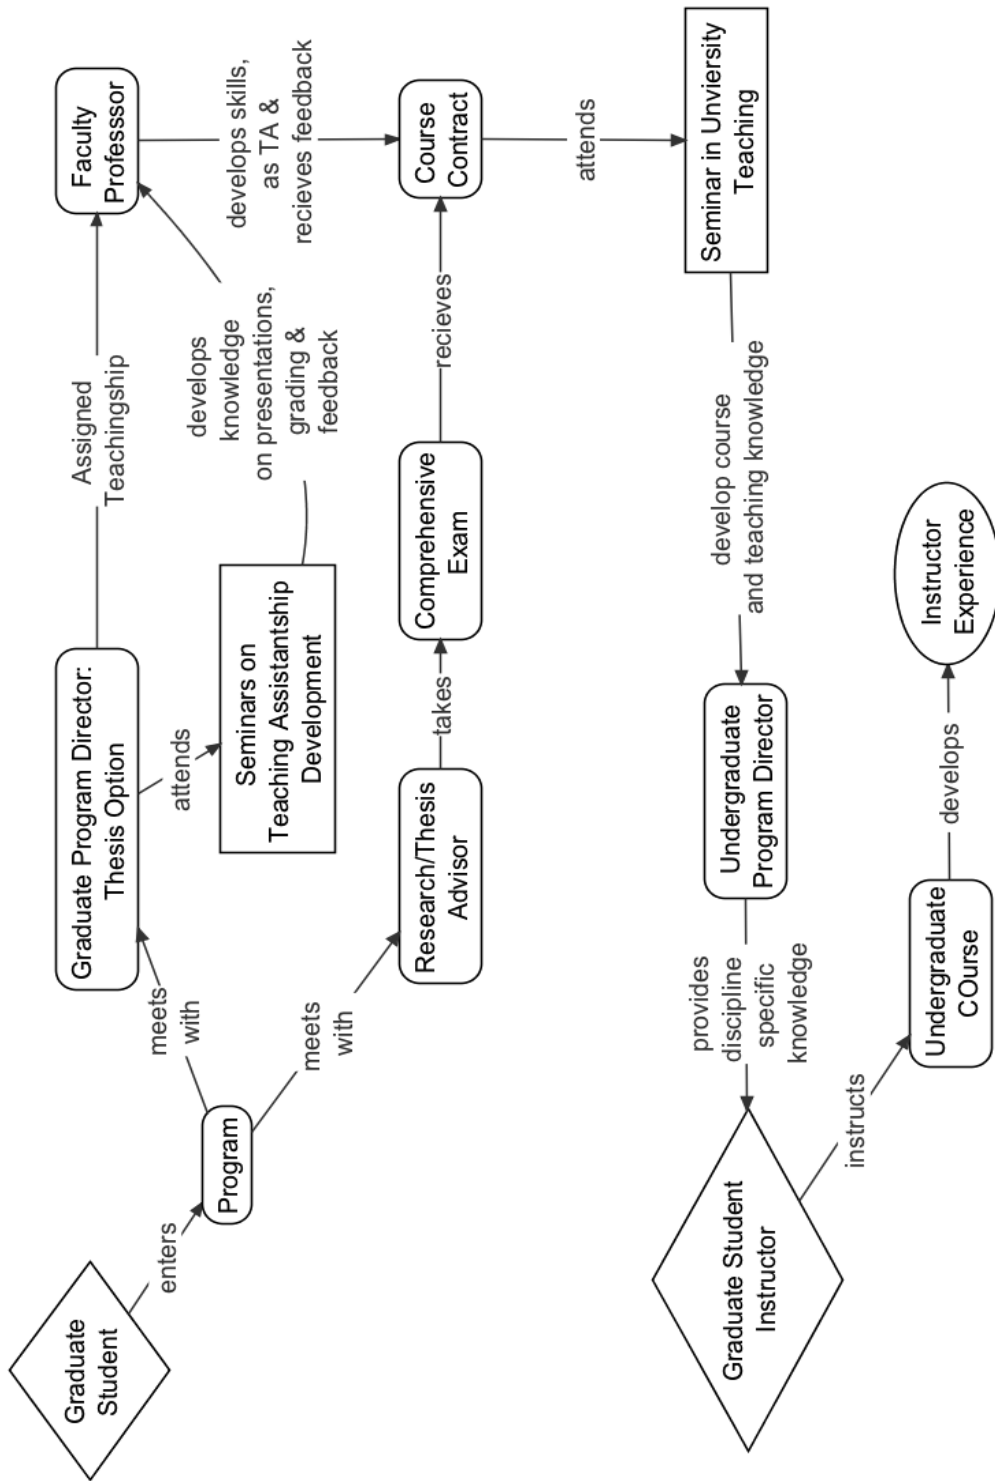 Graduate
Student
enters
Program
meets
with
meets
with
Graduate Program Director:
Thesis Option
Assigned
Teachingship
Faculty
Professsor
attends
Seminars on
Teaching Assistantship
Development
develops
knowledge
on presentations,
grading &
feedback
develops skills,
as TA &
recieves feedback
Research/Thesis
Advisor
takes
Comprehensive
Exam
recieves
Course
Contract
attends
Seminar in Unviersity
Teaching
develop course
and teaching knowledge
Undergraduate
Program Director
provides
discipline
specific
knowledge
Graduate Student
Instructor
instructs
Undergraduate
COurse
develops
Instructor
Experience